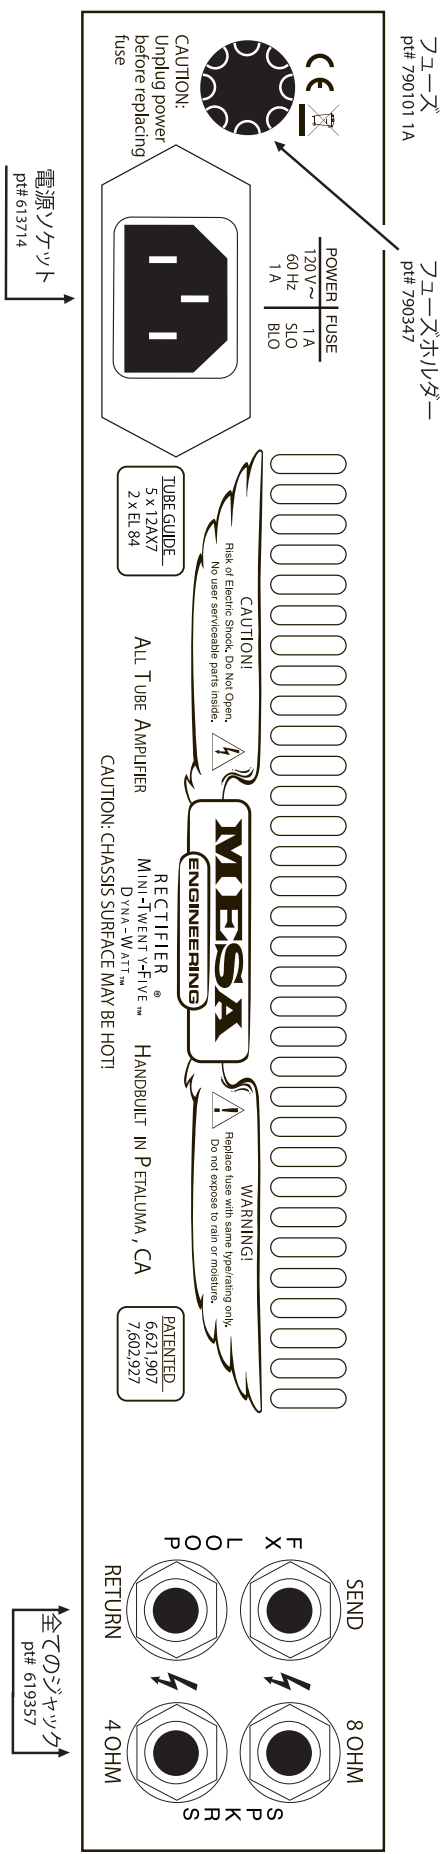 フューズ
pt# 790101 1A
フューズホルダー
pt# 790347
電源ソケット
pt# 613714
CAUTION:
Unplug power
before replacing
fuse
CE
POWER FUSE
120 V~ 1 A
60 Hz SLO
1 A BLO
TUBE GUIDE
5 x 12AX7
2 x EL 84
CAUTION!
Risk of Electric Shock. Do Not Open.
No user serviceable parts inside.
MESA
ENGINEERING
WARNING!
Replace fuse with same type/rating only.
Do not expose to rain or moisture.
ALL TUBE AMPLIFIER
RECTIFIER ®
MINI-TWENTY-FIVE ™
DYNA-WATT ™
HANDBUILT IN PETALUMA , CA
CAUTION: CHASSIS SURFACE MAY BE HOT!
PATENTED
6,621,907
7,602,927
SEND
FX
LOOP
RETURN
8 OHM
SPKRS
4 OHM
全てのジャック
pt# 619357